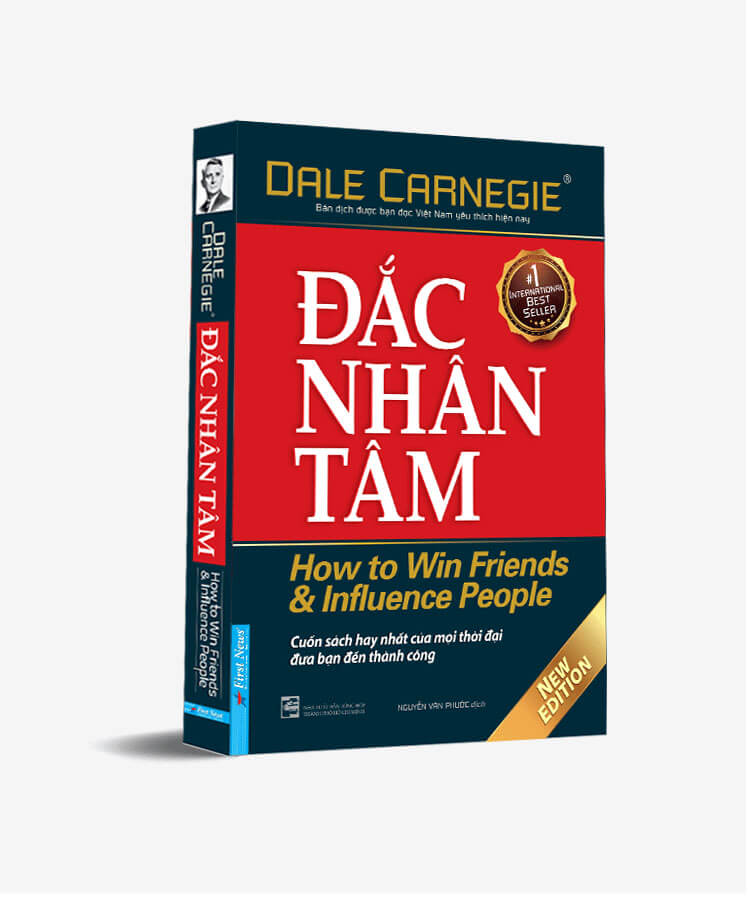 DALE CARNEGIE®
Bản dịch được bạn đọc Việt Nam yêu thích hiện nay
#1
INTERNATIONAL
BEST
SELLER
ĐẮC
NHÂN
TÂM
How to Win Friends
& Influence People
Cuốn sách hay nhất của mọi thời đại
đưa bạn đến thành công
NEW
EDITION
NGUYỄN VĂN PHƯỚC dịch
First News
DALE
CARNEGIE®
ĐẮC NHÂN TÂM
How to Win Friends
& Influence People
First News